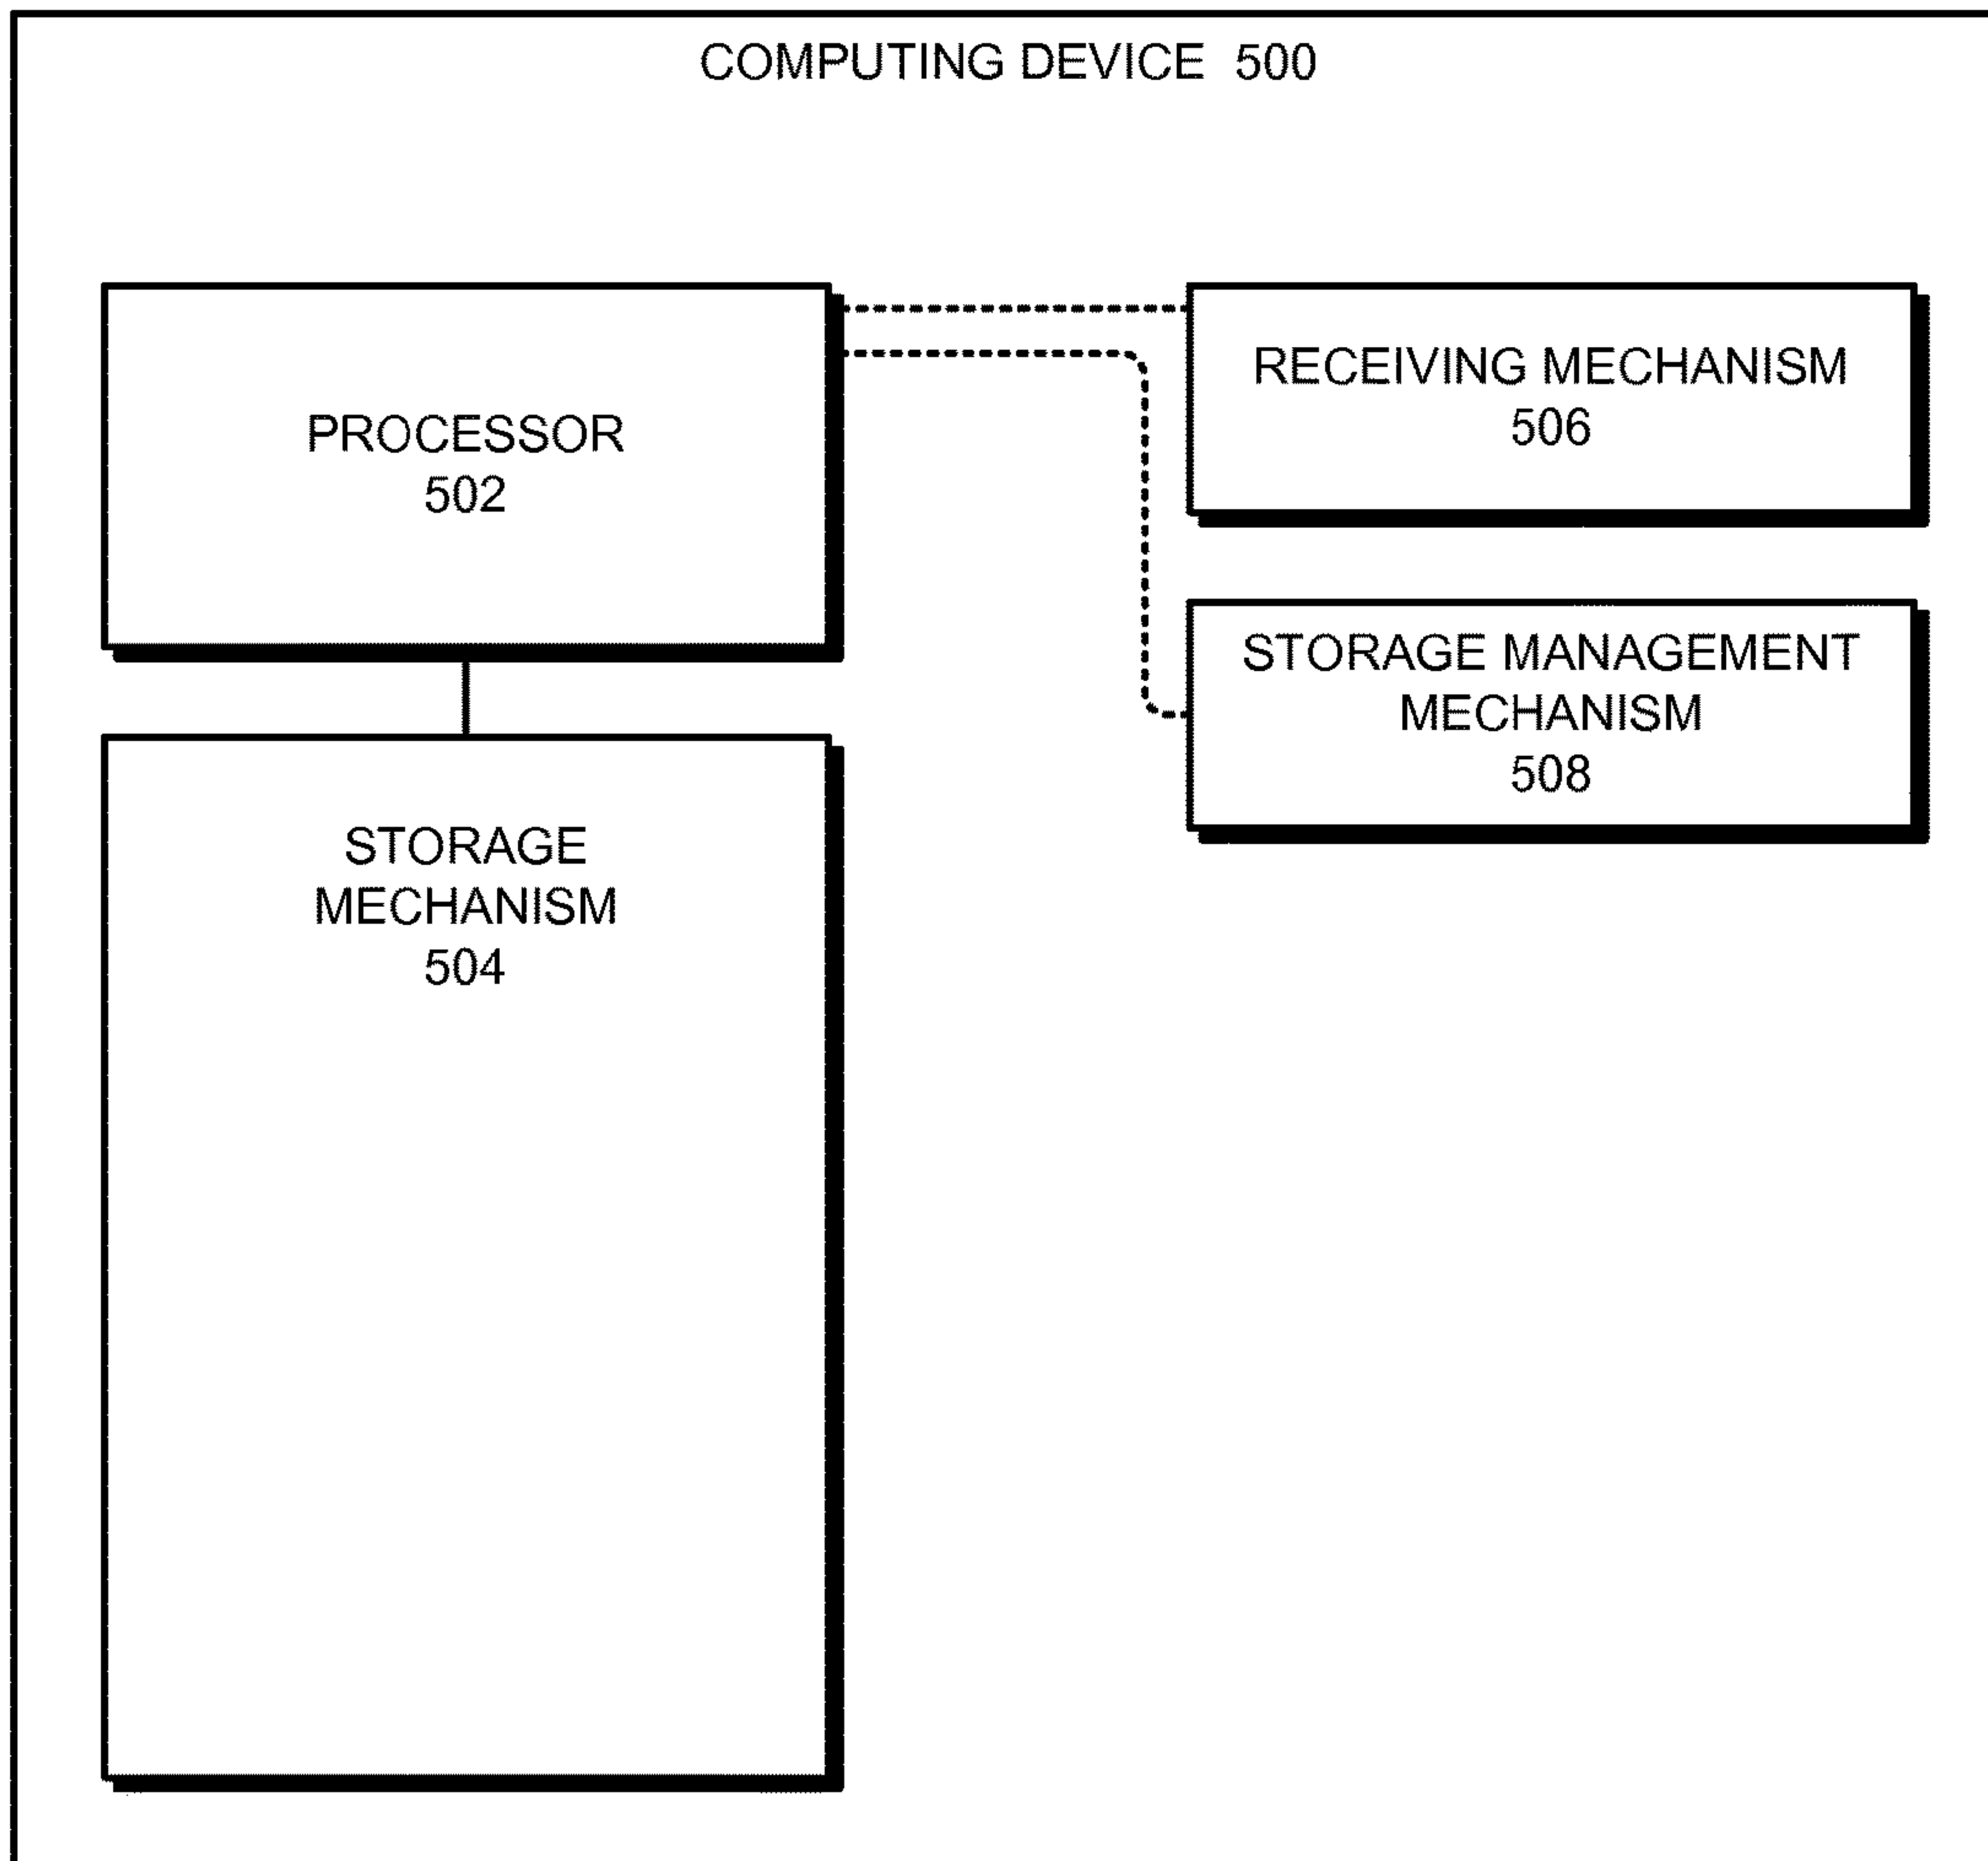 COMPUTING DEVICE 500
PROCESSOR
502
RECEIVING MECHANISM
506
STORAGE MANAGEMENT
MECHANISM
508
STORAGE
MECHANISM
504